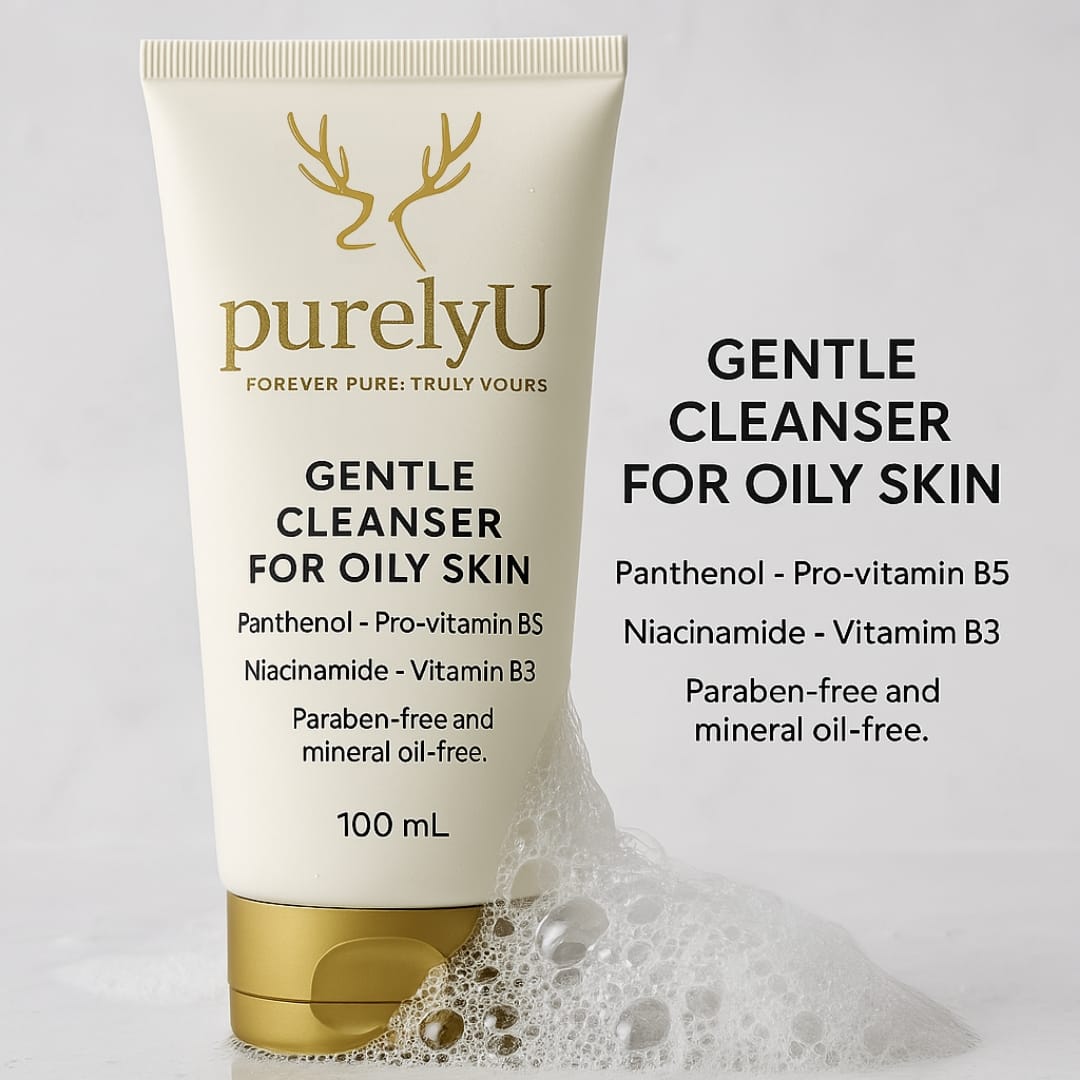 purelyU
FOREVER PURE: TRULY VOURS
GENTLE
CLEANSER
FOR OILY SKIN
Panthenol - Pro-vitamin BS
Niacinamide - Vitamin B3
Paraben-free and
mineral oil-free.
100 mL
GENTLE
CLEANSER
FOR OILY SKIN
Panthenol - Pro-vitamin B5
Niacinamide - Vitamim B3
Paraben-free and
mineral oil-free.